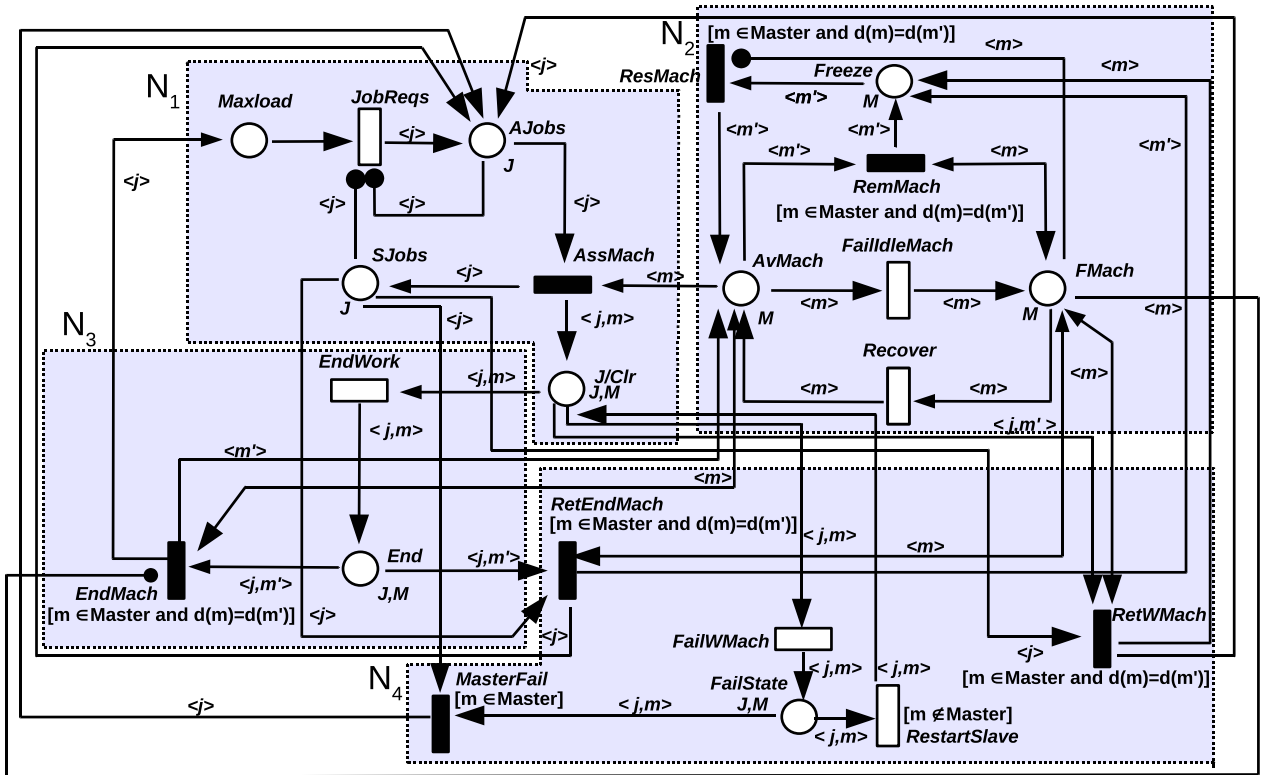 N2
[m ∈Master and d(m)=d(m')]
<m>
<j>
ResMach
Freeze
<m>
N1
Maxload
JobReqs
<m'>
M
<j>
AJobs
<m'>
<m'>
<m'>
<m>
<m'>
J
RemMach
<j>
<j>
<j>
<j>
[m ∈Master and d(m)=d(m')]
FailIdleMach
SJobs
AssMach
AvMach
FMach
<j>
<m>
J
<j>
< j,m>
M
<m>
<m>
M
<m>
N3
EndWork
Recover
<j,m>
J/Clr
J,M
<m>
<m>
<m>
< j,m>
< j,m' >
<m'>
<m>
RetEndMach
[m ∈Master and d(m)=d(m')]
< j,m>
<m>
End
<j,m'>
<j,m'>
J,M
EndMach
[m ∈Master and d(m)=d(m')]
<j>
<j>
RetWMach
FailWMach
<j>
N4
MasterFail
[m ∈Master]
< j,m>
< j,m>
[m ∈Master and d(m)=d(m')]
FailState
J,M
<j>
< j,m>
[m ∉Master]
< j,m>
RestartSlave